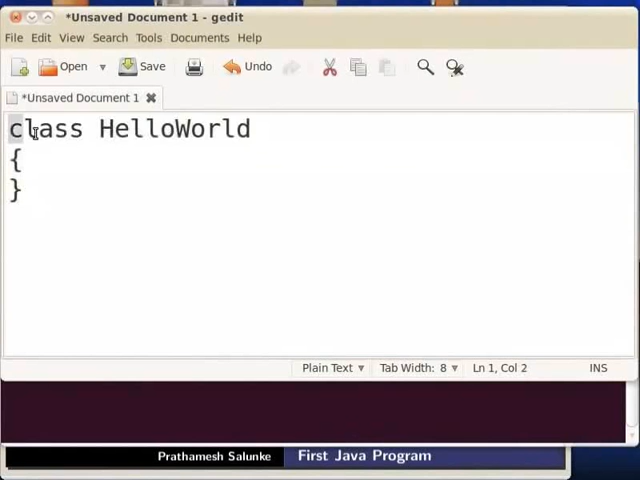 *Unsaved Document 1 - gedit
File Edit View Search Tools Documents Help
Open Save Undo
*Unsaved Document 1
class HelloWorld
{
}
Plain Text Tab Width: 8 Ln 1, Col 2 INS
Prathamesh Salunke First Java Program